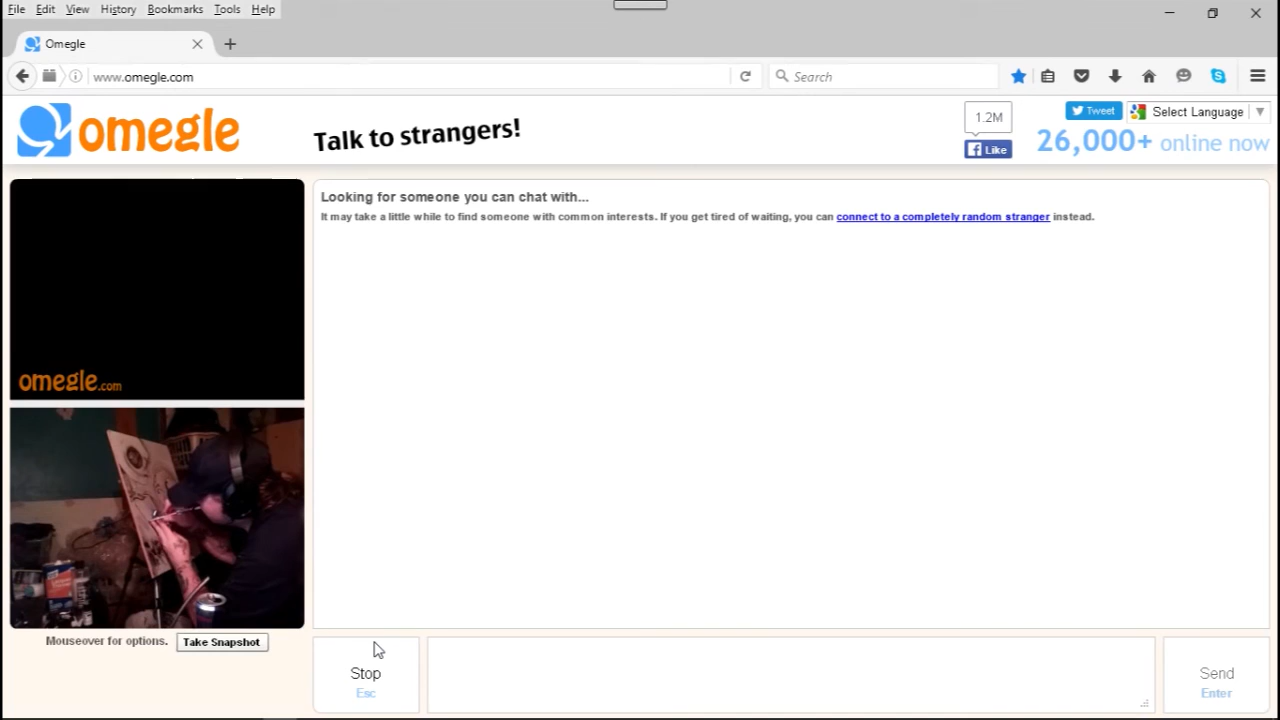 File Edit View History Bookmarks Tools Help
Omegle
www.omegle.com
Search
omegle
Talk to strangers!
1.2M
Like
Tweet
Select Language
26,000+ online now
Looking for someone you can chat with...
It may take a little while to find someone with common interests. If you get tired of waiting, you can connect to a completely random stranger instead.
omegle.com
Mouseover for options. Take Snapshot
Stop
Esc
Send
Enter